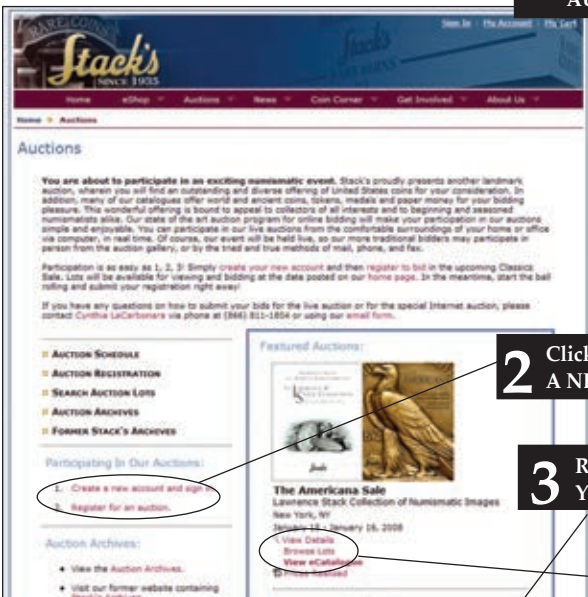 RARE COINS
Stack's
SINCE 1935
Sign In | My Account | My Cart
Home eShop Auctions News Coin Corner Get Involved About Us
Home Auctions
Auctions
You are about to participate in an exciting numismatic event. Stack's proudly presents another landmark
auction, wherein you will find an outstanding and diverse offering of United States coins for your consideration. In
addition, many of our catalogues offer world and ancient coins, tokens, medals and paper money for your bidding
pleasure. This wonderful offering is bound to appeal to collectors of all interests and to beginning and seasoned
numismatists alike. Our state of the art auction program for online bidding will make your participation in our auctions
simple and enjoyable. You can participate in our live auctions from the comfortable surroundings of your home or office
via computer, in real time. Of course, our event will be held live, so our more traditional bidders may participate in
person from the auction gallery, or by the tried and true methods of mail, phone, and fax.
Participation is as easy as 1, 2, 3! Simply create your new account and then register to bid in the upcoming Classics
Sale. Lots will be available for viewing and bidding at the date posted on our home page. In the meantime, start the ball
rolling and submit your registration right away!
If you have any questions on how to submit your bids for the live auction or for the special Internet auction, please
contact Cynthia LaCarbonara via phone at (866) 811-1804 or using our email form.
AUCTION SCHEDULE
AUCTION REGISTRATION
SEARCH AUCTION LOTS
AUCTION ARCHIVES
FORMER STACK'S ARCHIVES
Participating In Our Auctions:
1. Create a new account and sign in
2. Register for an auction.
Auction Archives:
• View the Auction Archives.
• Visit our former website containing
Stack's Archives
Featured Auctions:
Stack's
The Americana Sale
Lawrence Stack Collection of Numismatic Images
New York, NY
January 15 - January 16, 2008
View Details
Browse Lots
View eCatalogue
Prices Realized
2 Click
A NE
3 R
Y